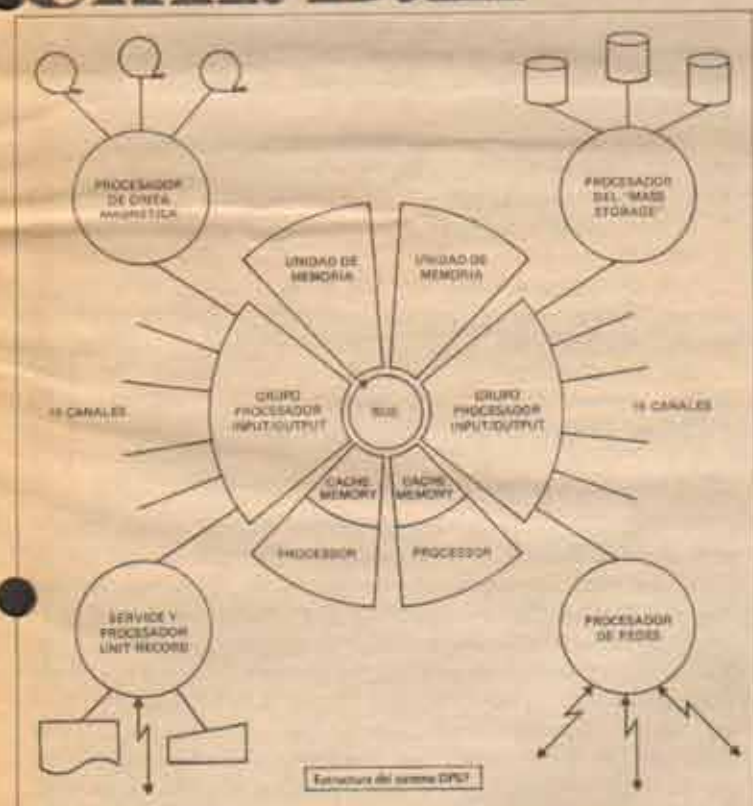 PROCESADOR
DE CINTA
MAGNETICA
PROCESADOR
DEL "MASS
STORAGE"
UNIDAD DE
MEMORIA
UNIDAD DE
MEMORIA
16 CANALES
GRUPO
PROCESADOR
INPUT/OUTPUT
BUS
GRUPO
PROCESADOR
INPUT/OUTPUT
16 CANALES
CACHE
MEMORY
CACHE
MEMORY
PROCESSOR
PROCESSOR
SERVICE Y
PROCESADOR
UNIT RECORD
PROCESADOR
DE REDES
Estructura del sistema DPS7